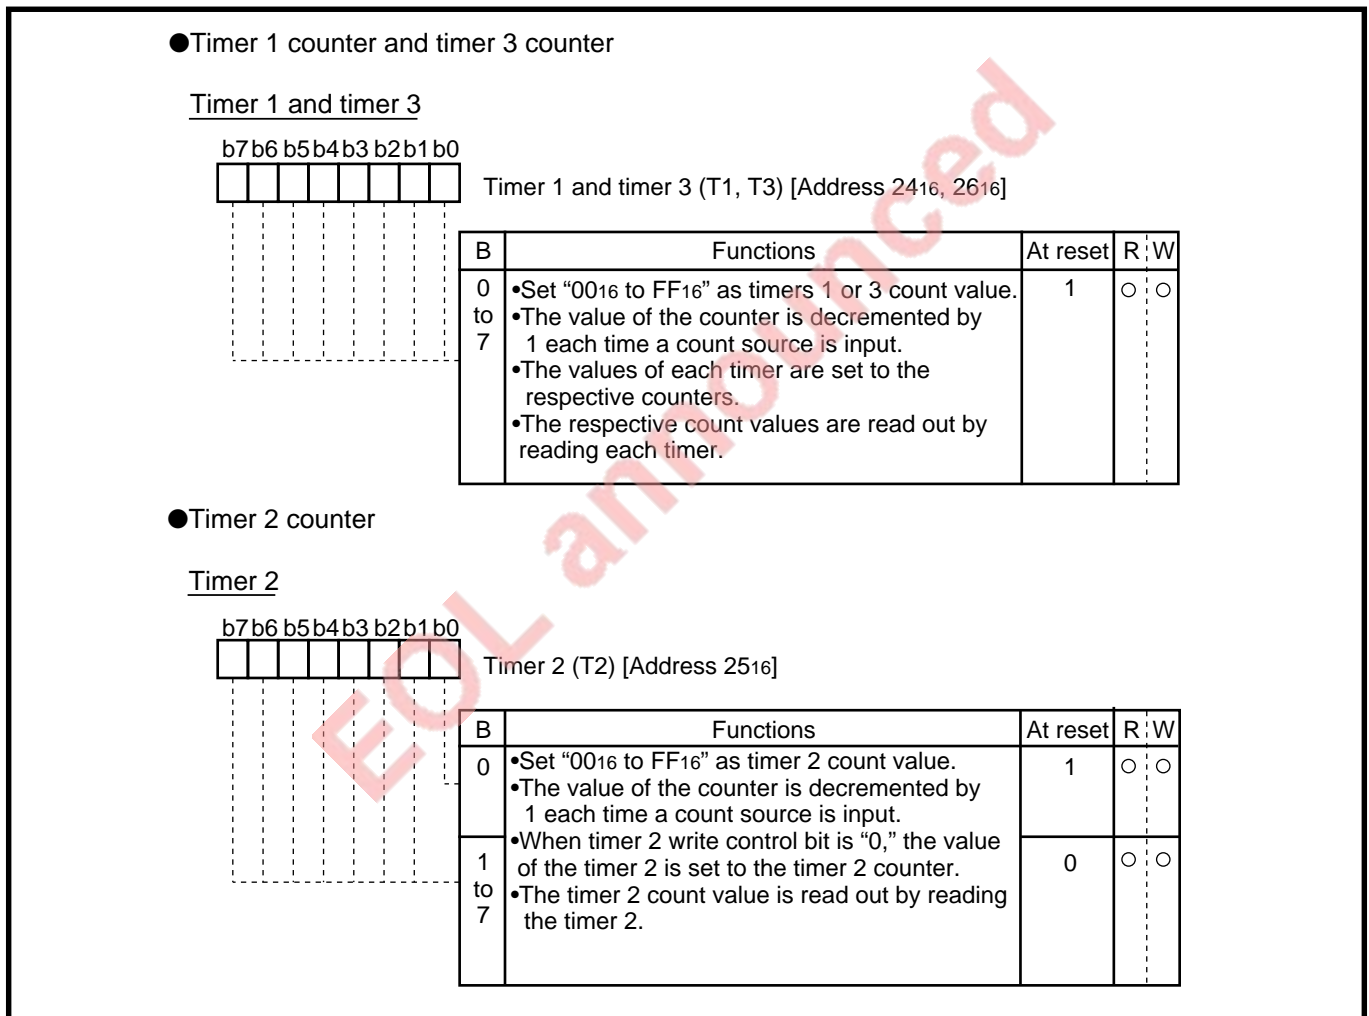 ●Timer 1 counter and timer 3 counter
Timer 1 and timer 3
b7 b6 b5 b4 b3 b2 b1 b0
Timer 1 and timer 3 (T1, T3) [Address 2416, 2616]
B Functions At reset R W
0 •Set “0016 to FF16” as timers 1 or 3 count value. 1 ○ ○
to •The value of the counter is decremented by
7 1 each time a count source is input.
•The values of each timer are set to the
respective counters.
•The respective count values are read out by
reading each timer.
●Timer 2 counter
Timer 2
b7 b6 b5 b4 b3 b2 b1 b0
Timer 2 (T2) [Address 2516]
B Functions At reset R W
0 •Set “0016 to FF16” as timer 2 count value. 1 ○ ○
•The value of the counter is decremented by
1 each time a count source is input.
•When timer 2 write control bit is “0,” the value
1 of the timer 2 is set to the timer 2 counter. 0 ○ ○
to •The timer 2 count value is read out by reading
7 the timer 2.
EOL announced